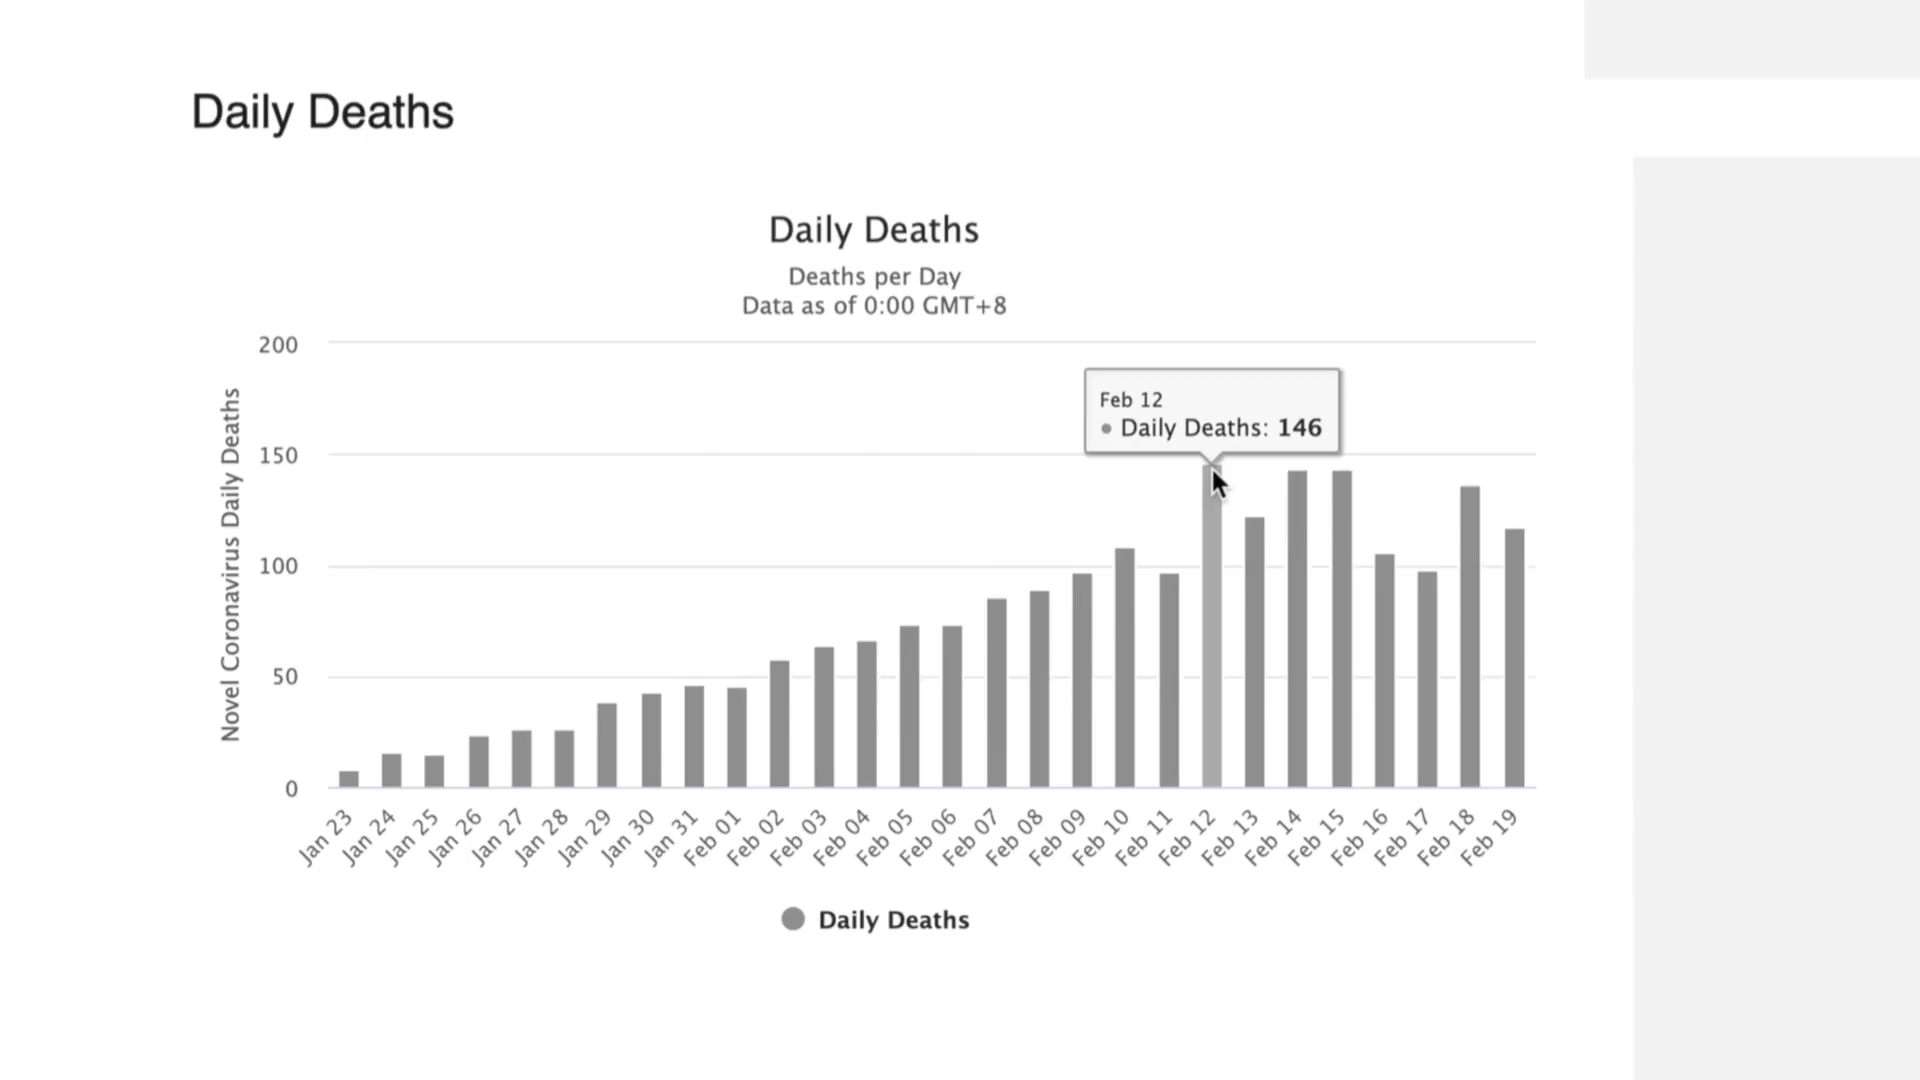 Daily Deaths
Daily Deaths
Deaths per Day
Data as of 0:00 GMT+8
Novel Coronavirus Daily Deaths
200
150
100
50
0
Feb 12
Daily Deaths: 146
Jan 23
Jan 24
Jan 25
Jan 26
Jan 27
Jan 28
Jan 29
Jan 30
Jan 31
Feb 01
Feb 02
Feb 03
Feb 04
Feb 05
Feb 06
Feb 07
Feb 08
Feb 09
Feb 10
Feb 11
Feb 12
Feb 13
Feb 14
Feb 15
Feb 16
Feb 17
Feb 18
Feb 19
Daily Deaths